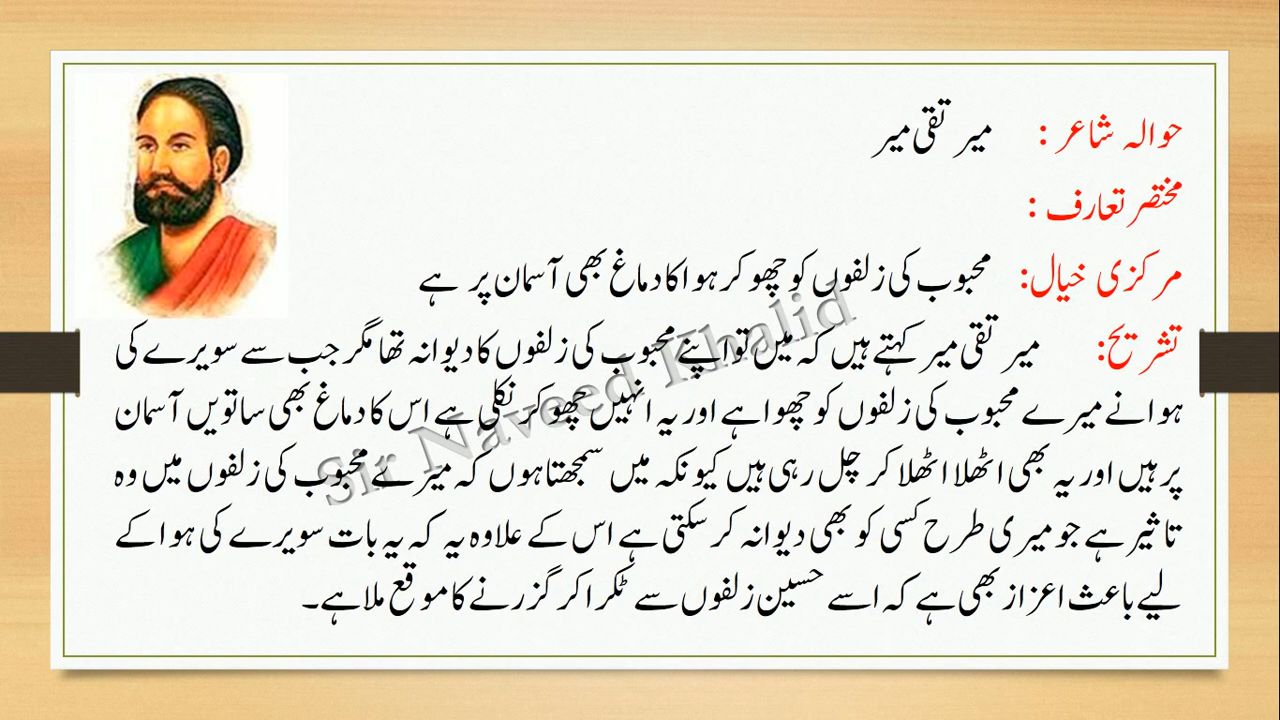 حوالہ شاعر : میر تقی میر
مختصر تعارف :
مرکزی خیال: محبوب کی زلفوں کو چھو کر ہوا کا دماغ بھی آسمان پر ہے
تشریح: میر تقی میر کہتے ہیں کہ میں تو اپنے محبوب کی زلفوں کا دیوانہ تھا مگر جب سے سویرے کی
ہوا نے میرے محبوب کی زلفوں کو چھوا ہے اور یہ انہیں چھو کر نکلی ہے اس کا دماغ بھی ساتویں آسمان
پر ہیں اور یہ بھی اٹھلا اٹھلا کر چل رہی ہیں کیونکہ میں سمجھتا ہوں کہ میرے محبوب کی زلفوں میں وہ
تاثیر ہے جو میری طرح کسی کو بھی دیوانہ کر سکتی ہے اس کے علاوہ یہ کہ یہ بات سویرے کی ہوا کے
لیے باعث اعزاز بھی ہے کہ اسے حسین زلفوں سے ٹکرا کر گزرنے کا موقع ملا ہے۔
Sir Naveed Khalid